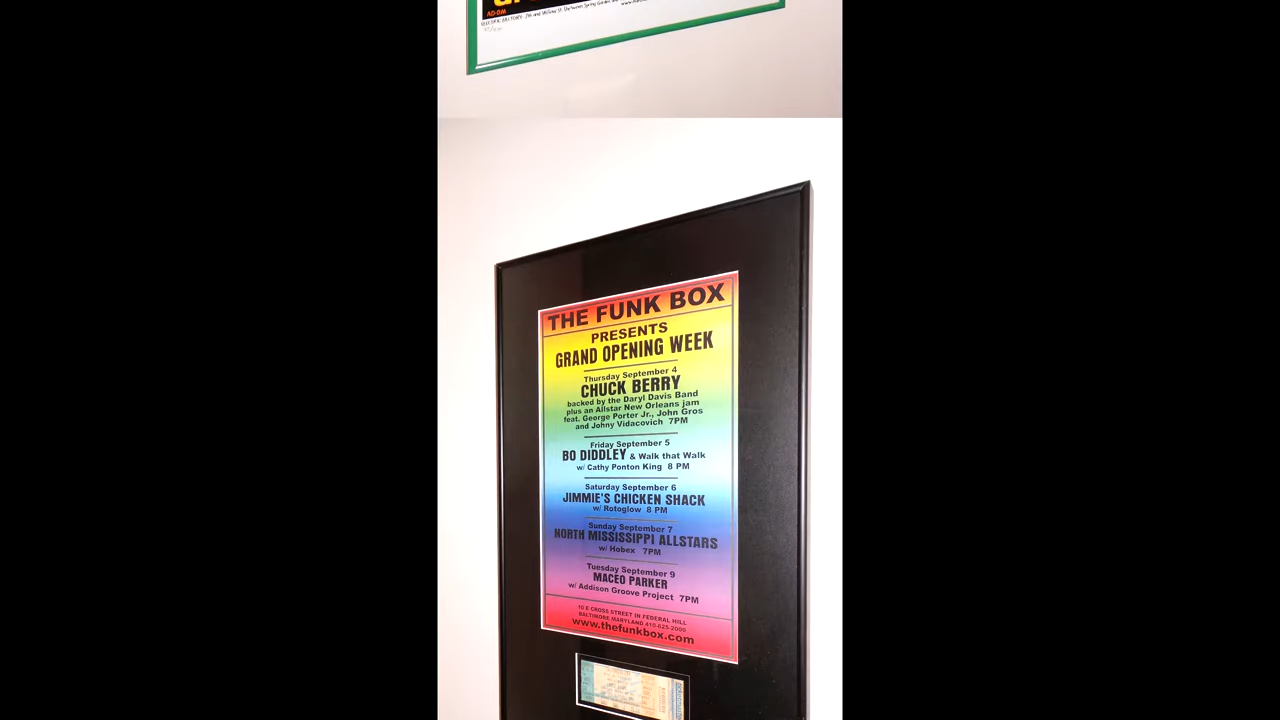 AD-DM
THE FUNK BOX
PRESENTS
GRAND OPENING WEEK
Thursday September 4
CHUCK BERRY
backed by the Daryl Davis Band
plus an Allstar New Orleans jam
feat. George Porter Jr., John Gros
and Johny Vidacovich 7PM
Friday September 5
BO DIDDLEY & Walk that Walk
w/ Cathy Ponton King 8 PM
Saturday September 6
JIMMIE'S CHICKEN SHACK
w/ Rotoglow 8 PM
Sunday September 7
NORTH MISSISSIPPI ALLSTARS
w/ Hobex 7PM
Tuesday September 9
MACEO PARKER
w/ Addison Groove Project 7PM
10 E CROSS STREET IN FEDERAL HILL
BALTIMORE MARYLAND 410-625-2000
www.thefunkbox.com